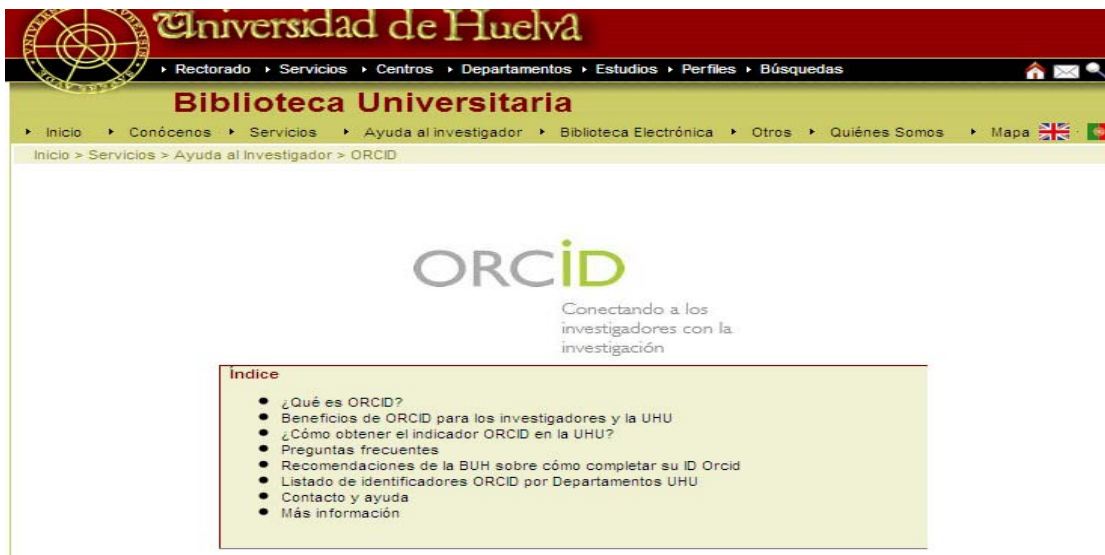 Universidad de Huelva
Rectorado Servicios Centros Departamentos Estudios Perfiles Búsquedas
Biblioteca Universitaria
Inicio Conócenos Servicios Ayuda al investigador Biblioteca Electrónica Otros Quiénes Somos Mapa
Inicio > Servicios > Ayuda al Investigador > ORCID
ORCiD
Conectando a los
investigadores con la
investigación
Índice
¿Qué es ORCID?
Beneficios de ORCID para los investigadores y la UHU
¿Cómo obtener el indicador ORCID en la UHU?
Preguntas frecuentes
Recomendaciones de la BUH sobre cómo completar su ID Orcid
Listado de identificadores ORCID por Departamentos UHU
Contacto y ayuda
Más información